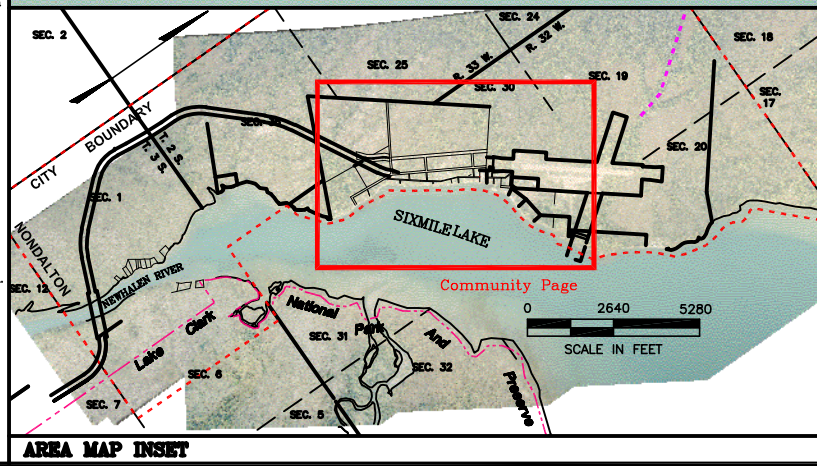 SEC. 2
SEC. 24
SEC. 18
R. 33 W.
R. 32 W.
SEC. 25
SEC. 30
SEC. 19
SEC. 17
CITY BOUNDARY
T. 2 S.
T. 3 S.
SEC. 20
SEC. 1
SIXMILE LAKE
NONDALTON
NEWHALEN RIVER
SEC. 12
Community Page
Lake Clark National Park And Preserve
0 2640 5280
SCALE IN FEET
SEC. 31
SEC. 32
SEC. 6
SEC. 7
SEC. 5
AREA MAP INSET